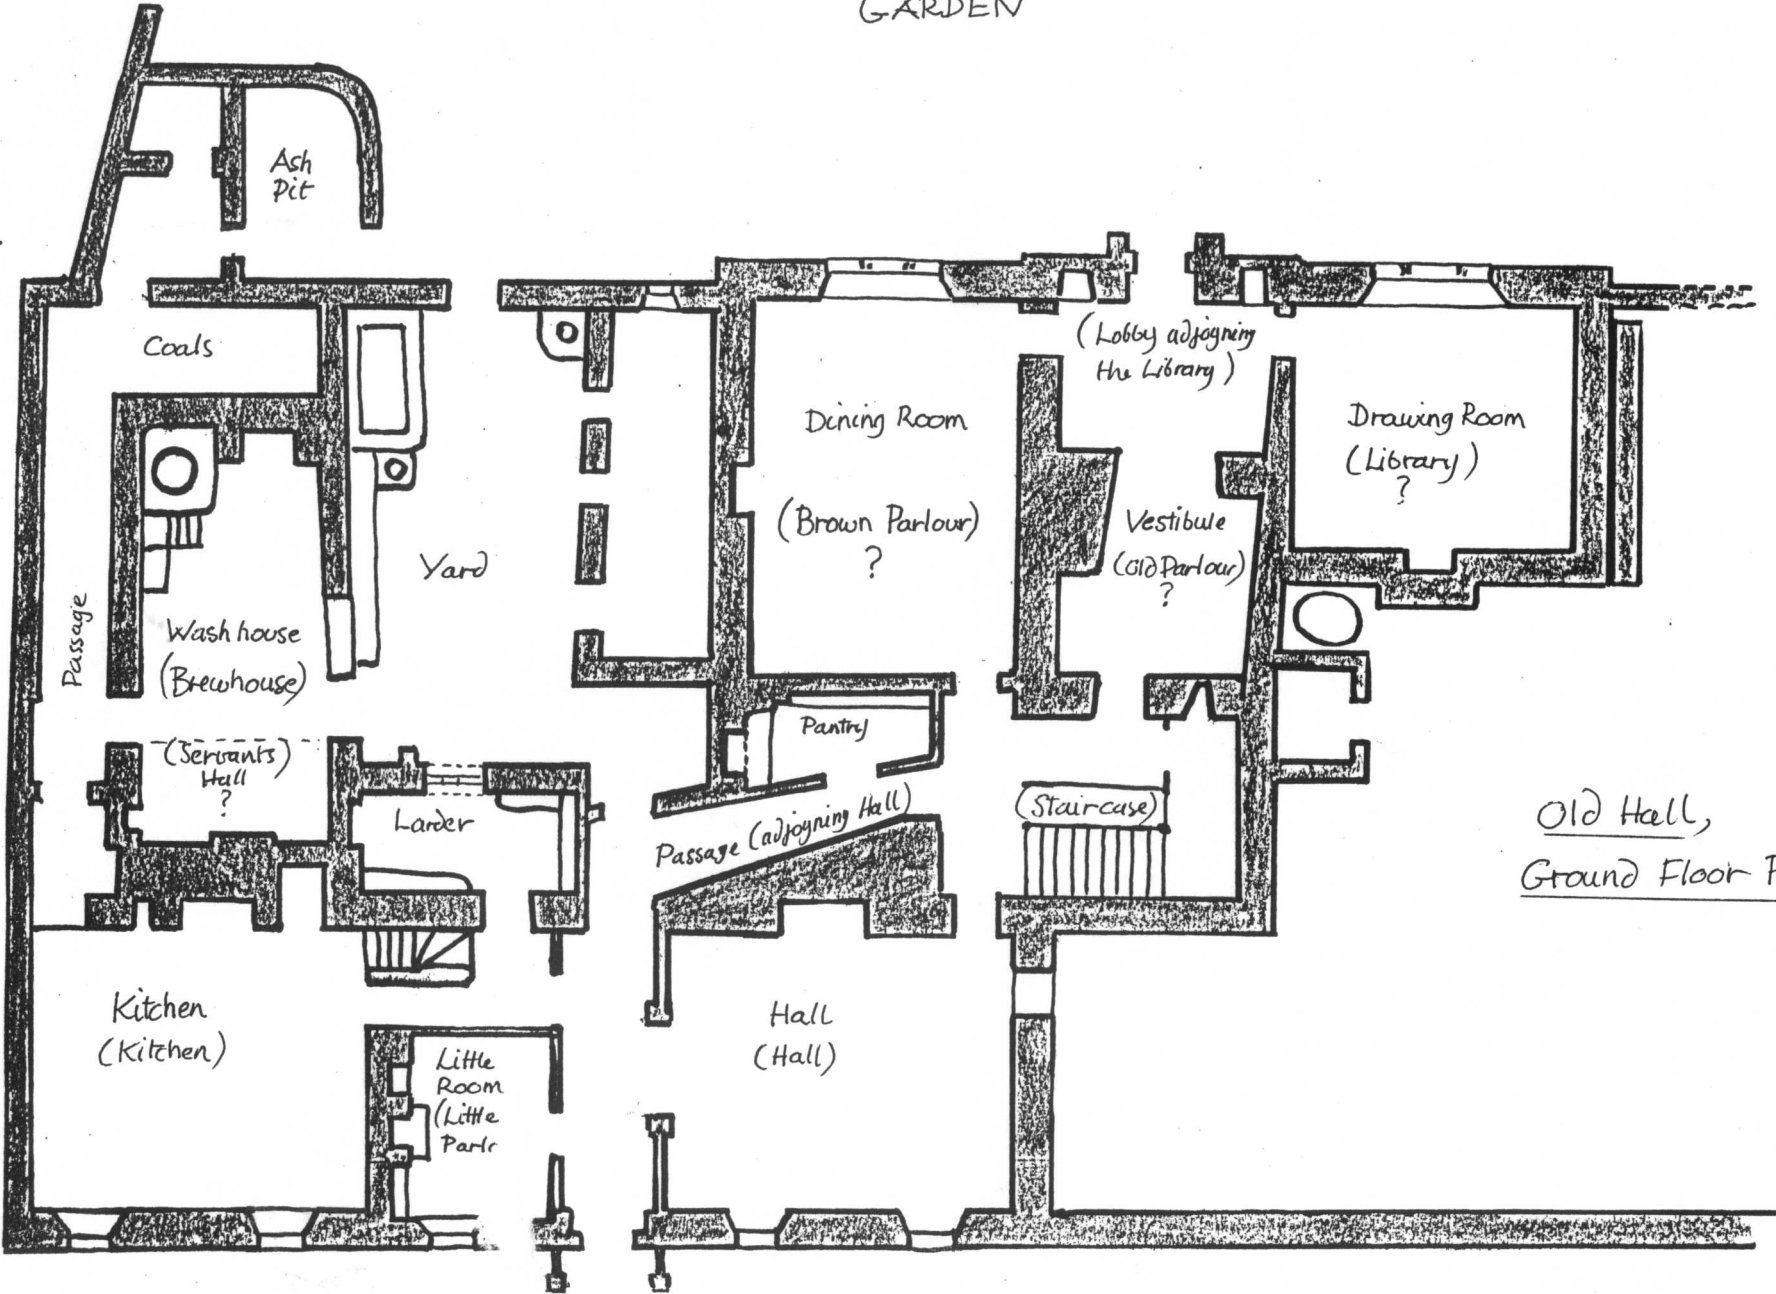 GARDEN
Ash
Pit
Coals
(Lobby adjoyning
the Library)
Dining Room
(Brown Parlour)
?
Drawing Room
(Library)
?
Vestibule
(Old Parlour)
?
Yard
Passage
Wash house
(Brewhouse)
(Servants)
Hall
?
Pantry
Larder
Passage (adjoyning Hall)
(Staircase)
Old Hall,
Ground Floor P
Kitchen
(Kitchen)
Little
Room
(Little
Parlr
Hall
(Hall)